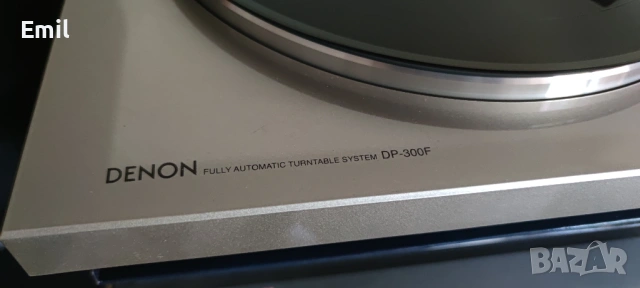 Emil
DENON FULLY AUTOMATIC TURNTABLE SYSTEM DP-300F
BAZAR